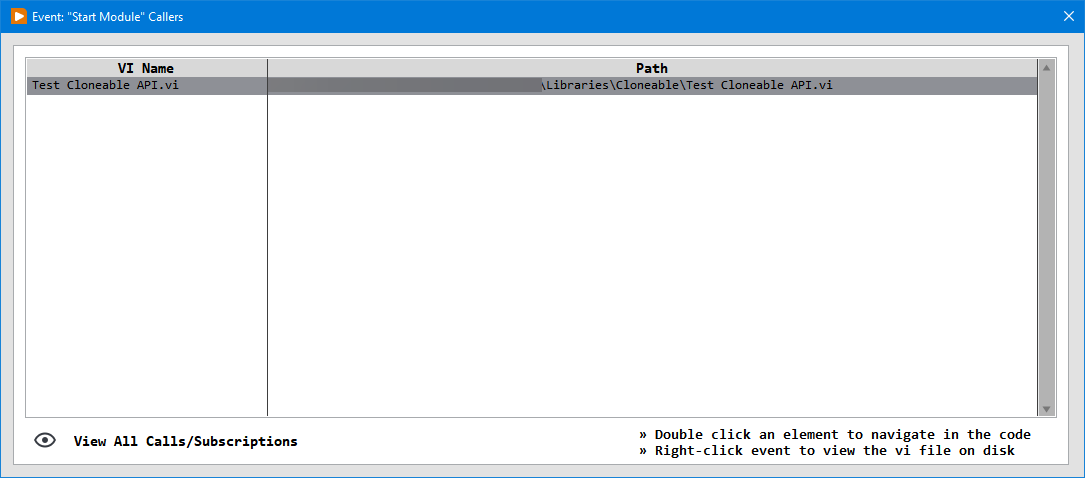 Event: "Start Module" Callers
VI Name Path
Test Cloneable API.vi \Libraries\Cloneable\Test Cloneable API.vi
View All Calls/Subscriptions
» Double click an element to navigate in the code
» Right-click event to view the vi file on disk